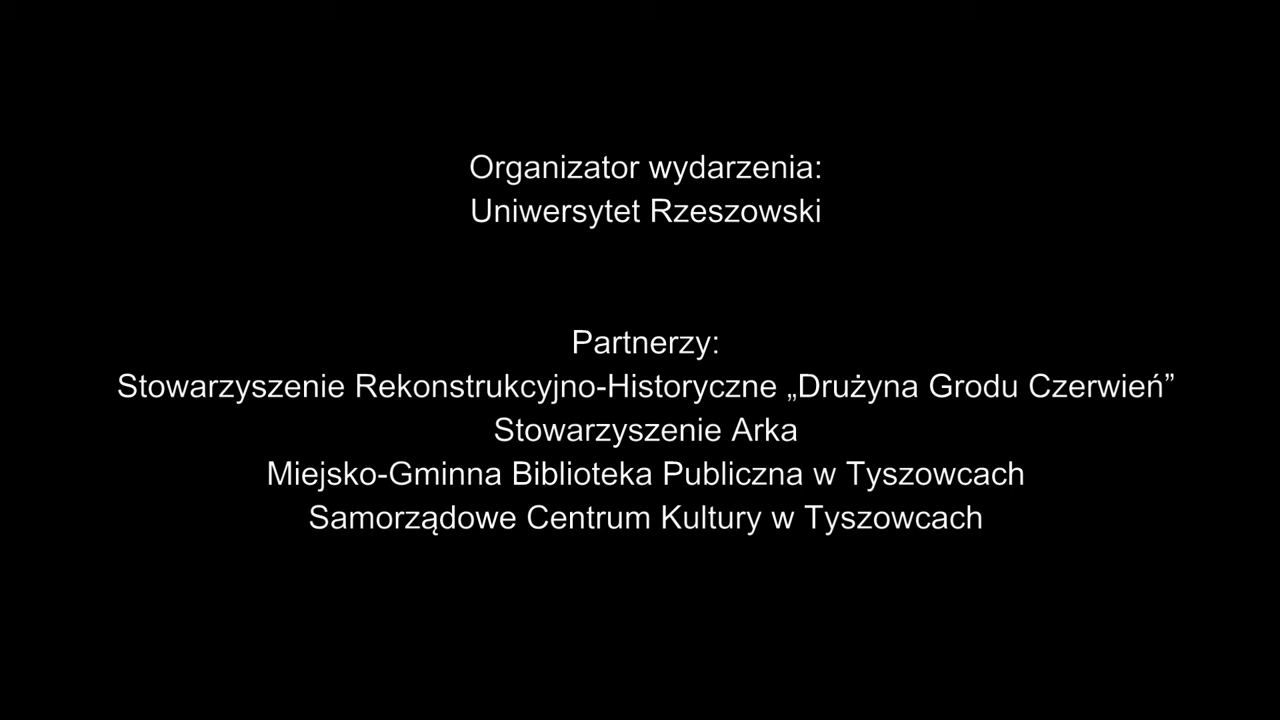 Organizator wydarzenia:
Uniwersytet Rzeszowski
Partnerzy:
Stowarzyszenie Rekonstrukcyjno-Historyczne „Drużyna Grodu Czerwień”
Stowarzyszenie Arka
Miejsko-Gminna Biblioteka Publiczna w Tyszowcach
Samorządowe Centrum Kultury w Tyszowcach